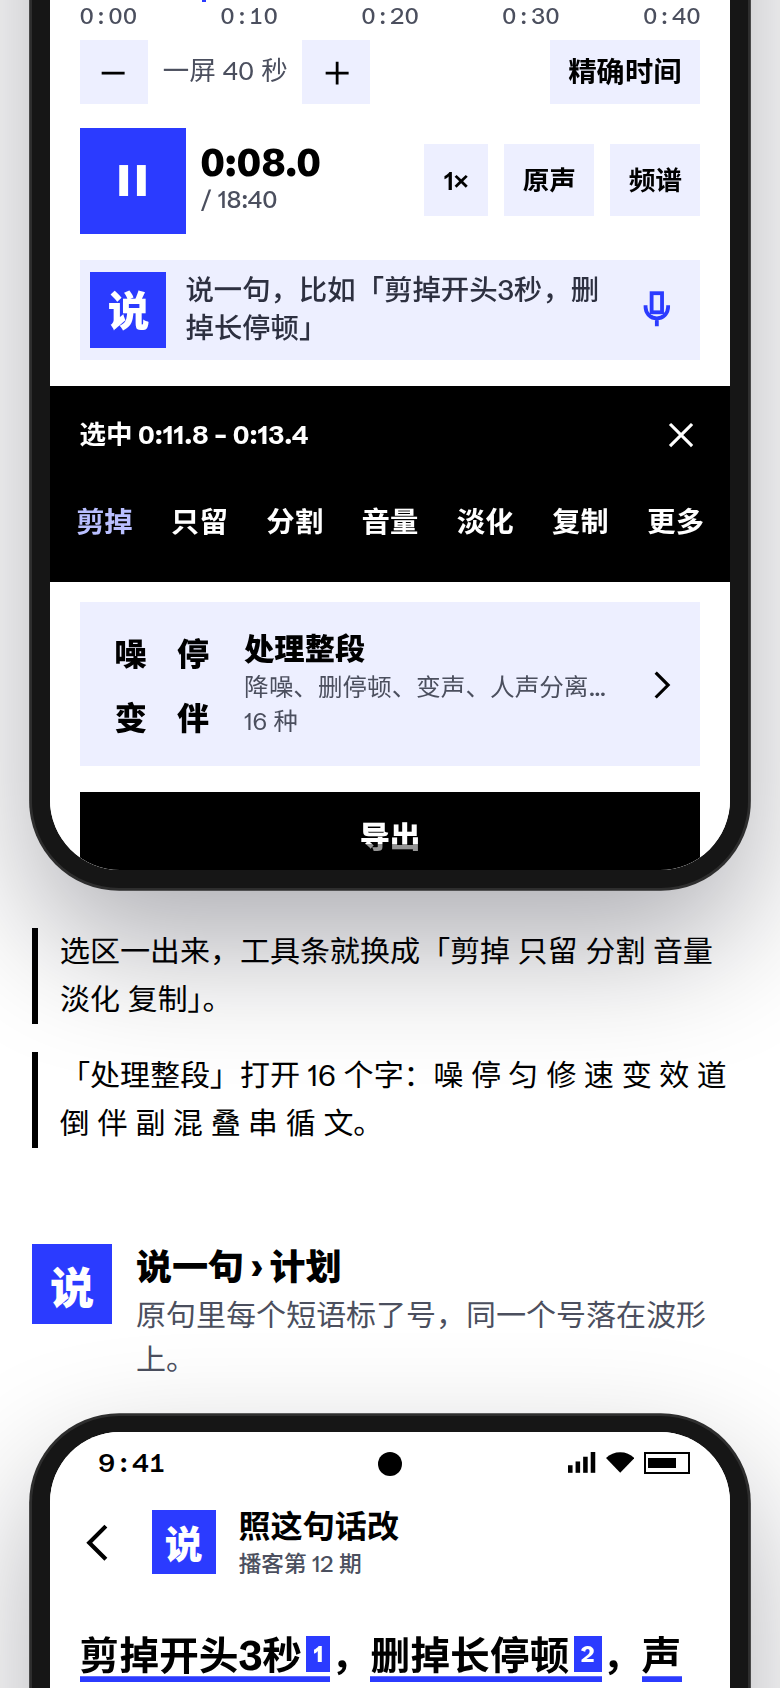 0:00 0:10 0:20 0:30 0:40
一屏 40 秒
精确时间
0:08.0
/ 18:40
1×
原声
频谱
说
说一句，比如「剪掉开头3秒，删
掉长停顿」
选中 0:11.8 – 0:13.4
剪掉 只留 分割 音量 淡化 复制 更多
噪 停
变 伴
处理整段
降噪、删停顿、变声、人声分离...
16 种
导出
选区一出来，工具条就换成「剪掉 只留 分割 音量
淡化 复制」。
「处理整段」打开 16 个字：噪 停 匀 修 速 变 效 道
倒 伴 副 混 叠 串 循 文。
说
说一句 › 计划
原句里每个短语标了号，同一个号落在波形
上。
9:41
说
照这句话改
播客第 12 期
剪掉开头3秒 1，删掉长停顿 2，声